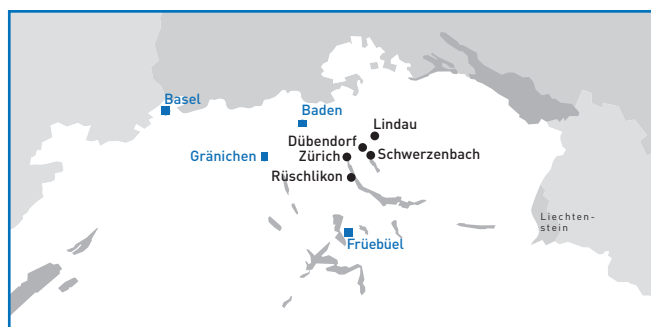 Basel
Baden
Lindau
Dübendorf
Gränichen
Zürich
Schwerzenbach
Rüschlikon
Liechten-
stein
Früebüel